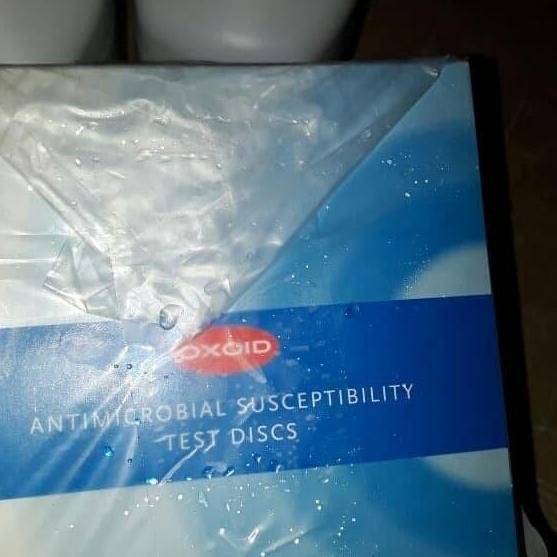 OXOID
ANTIMICROBIAL SUSCEPTIBILITY
TEST DISCS